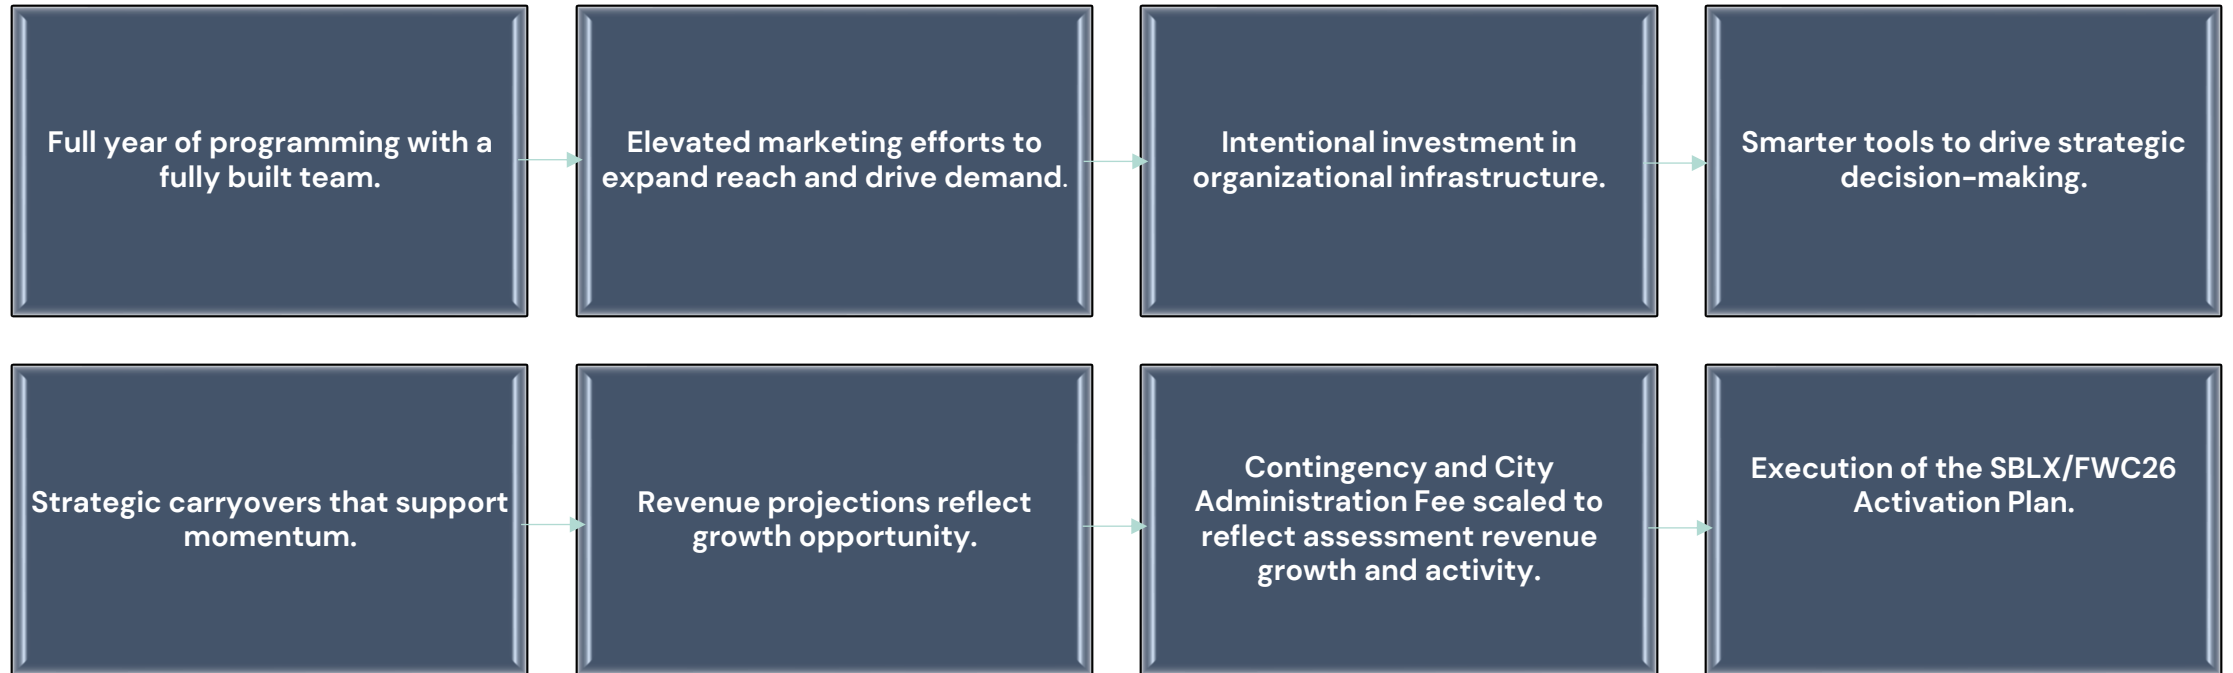 Full year of programming with a
fully built team.
Elevated marketing efforts to
expand reach and drive demand.
Intentional investment in
organizational infrastructure.
Smarter tools to drive strategic
decision-making.
Strategic carryovers that support
momentum.
Revenue projections reflect
growth opportunity.
Contingency and City
Administration Fee scaled to
reflect assessment revenue
growth and activity.
Execution of the SBLX/FWC26
Activation Plan.